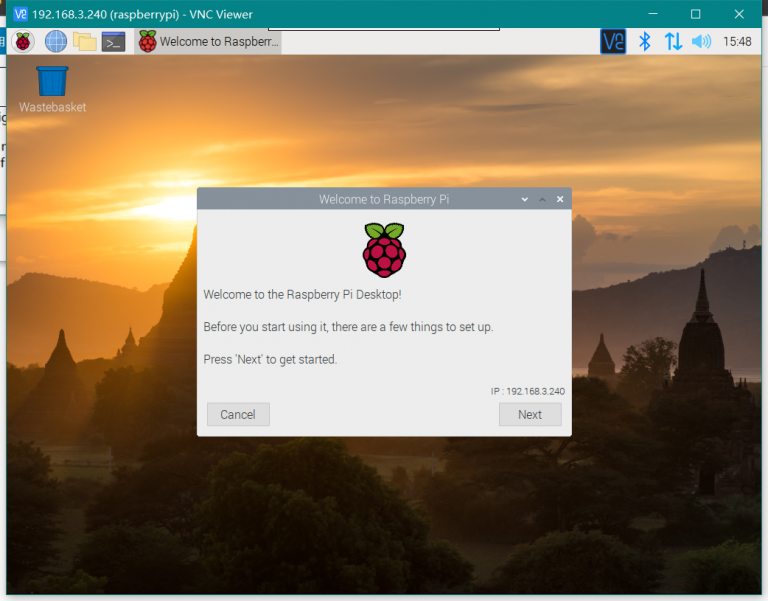 192.168.3.240 (raspberrypi) - VNC Viewer
Welcome to Raspberr...
15:48
Wastebasket
Welcome to Raspberry Pi
Welcome to the Raspberry Pi Desktop!
Before you start using it, there are a few things to set up.
Press 'Next' to get started.
IP : 192.168.3.240
Cancel
Next